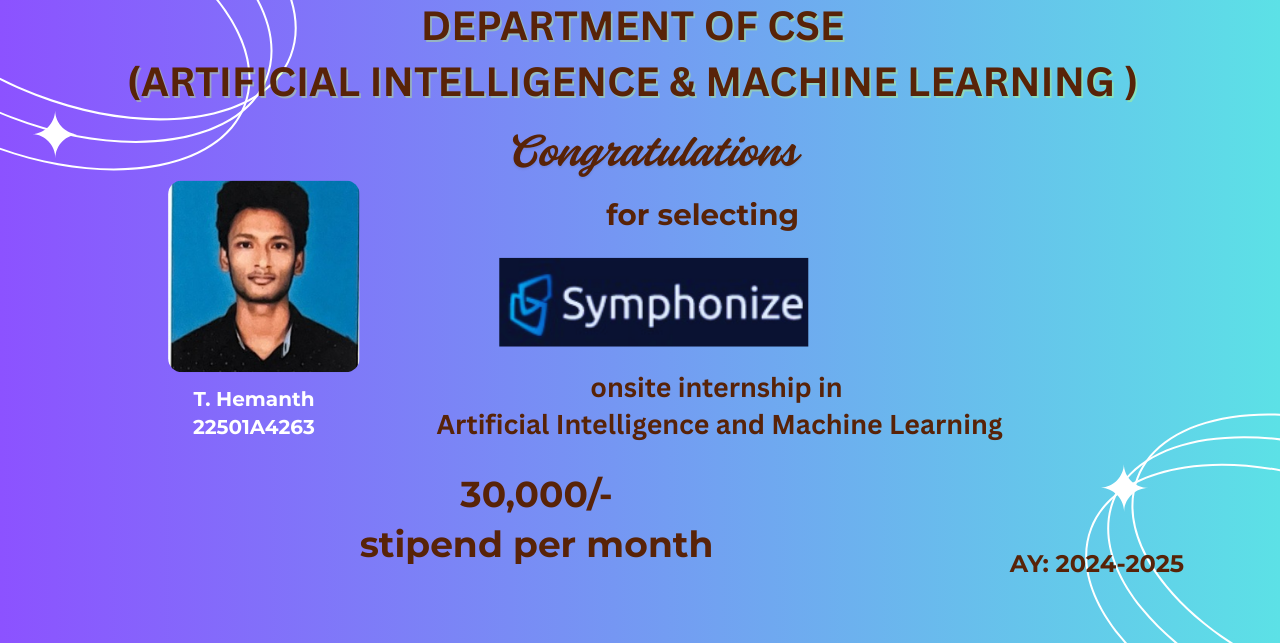 DEPARTMENT OF CSE
(ARTIFICIAL INTELLIGENCE & MACHINE LEARNING )
Congratulations
for selecting
Symphonize
T. Hemanth
22501A4263
onsite internship in
Artificial Intelligence and Machine Learning
30,000/-
stipend per month
AY: 2024-2025